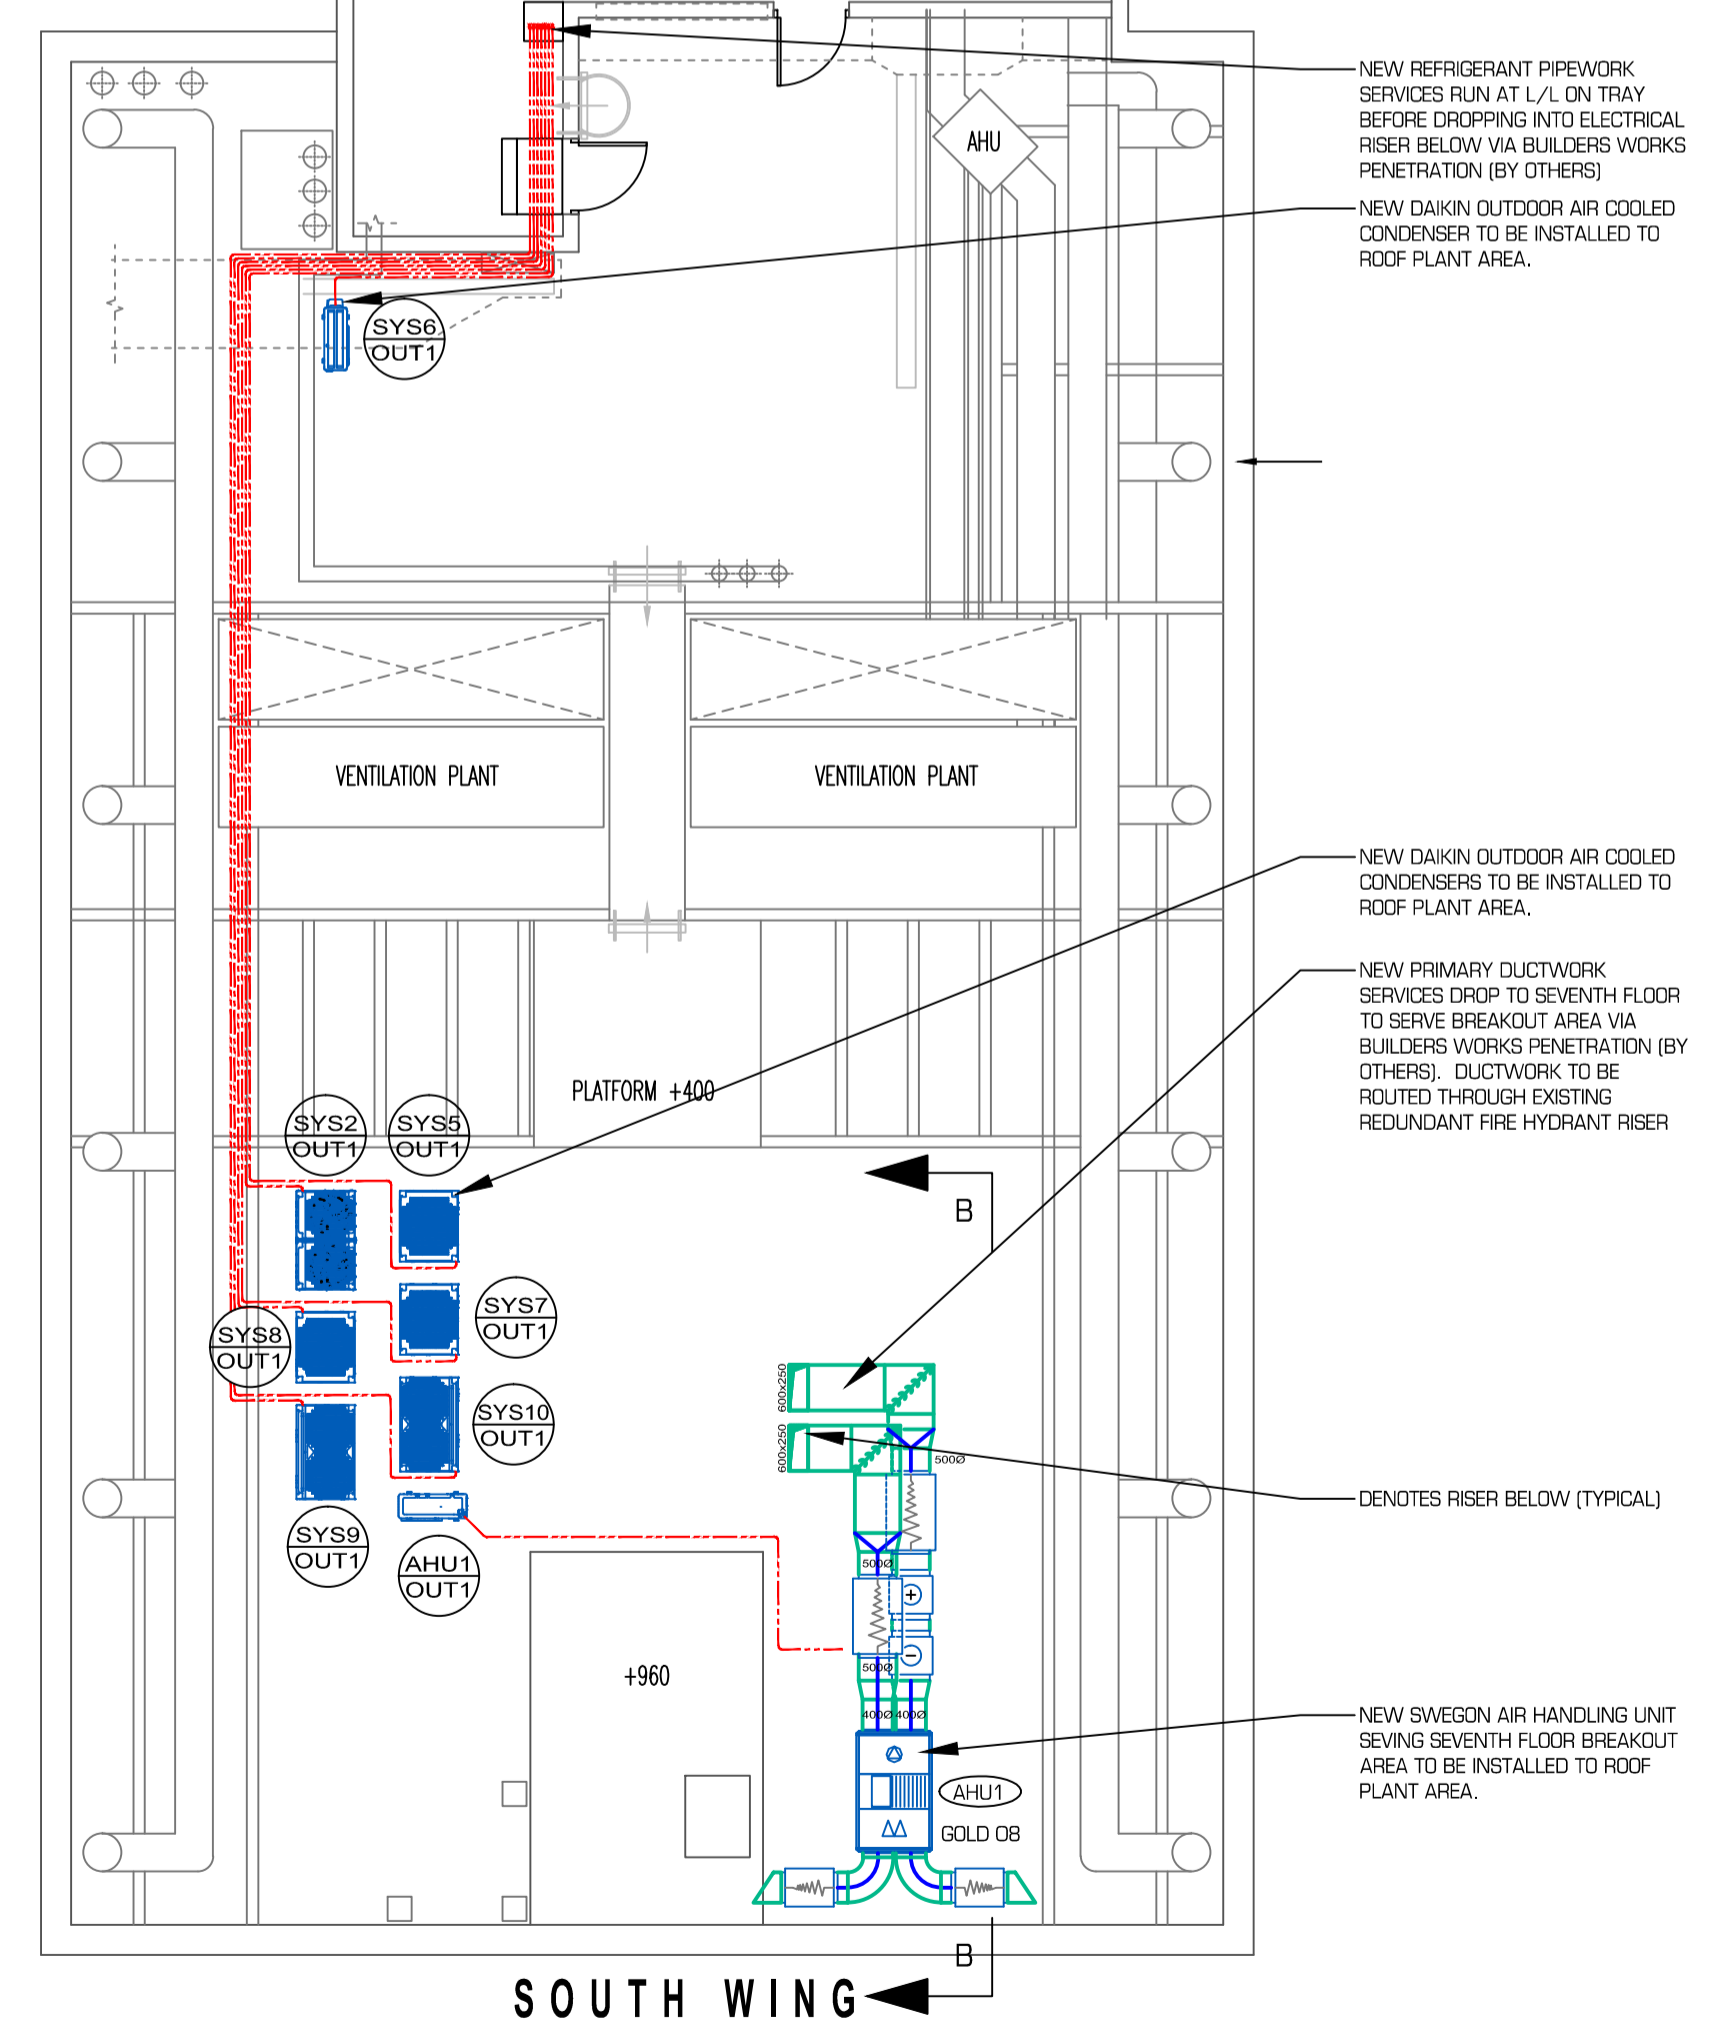 NEW REFRIGERANT PIPEWORK
SERVICES RUN AT L/L ON TRAY
BEFORE DROPPING INTO ELECTRICAL
RISER BELOW VIA BUILDERS WORKS
PENETRATION (BY OTHERS)
AHU
NEW DAIKIN OUTDOOR AIR COOLED
CONDENSER TO BE INSTALLED TO
ROOF PLANT AREA.
SYS6
OUT1
VENTILATION PLANT
VENTILATION PLANT
NEW DAIKIN OUTDOOR AIR COOLED
CONDENSERS TO BE INSTALLED TO
ROOF PLANT AREA.
NEW PRIMARY DUCTWORK
SERVICES DROP TO SEVENTH FLOOR
TO SERVE BREAKOUT AREA VIA
BUILDERS WORKS PENETRATION (BY
OTHERS). DUCTWORK TO BE
ROUTED THROUGH EXISTING
REDUNDANT FIRE HYDRANT RISER
PLATFORM +400
SYS2
OUT1
SYS5
OUT1
B
SYS7
OUT1
SYS8
OUT1
600x250
SYS10
OUT1
600x250
500Ø
DENOTES RISER BELOW (TYPICAL)
SYS9
OUT1
AHU1
OUT1
500Ø
+
-
500Ø
+960
400Ø
400Ø
NEW SWEGON AIR HANDLING UNIT
SEVING SEVENTH FLOOR BREAKOUT
AREA TO BE INSTALLED TO ROOF
PLANT AREA.
AHU1
GOLD 08
B
SOUTH WING